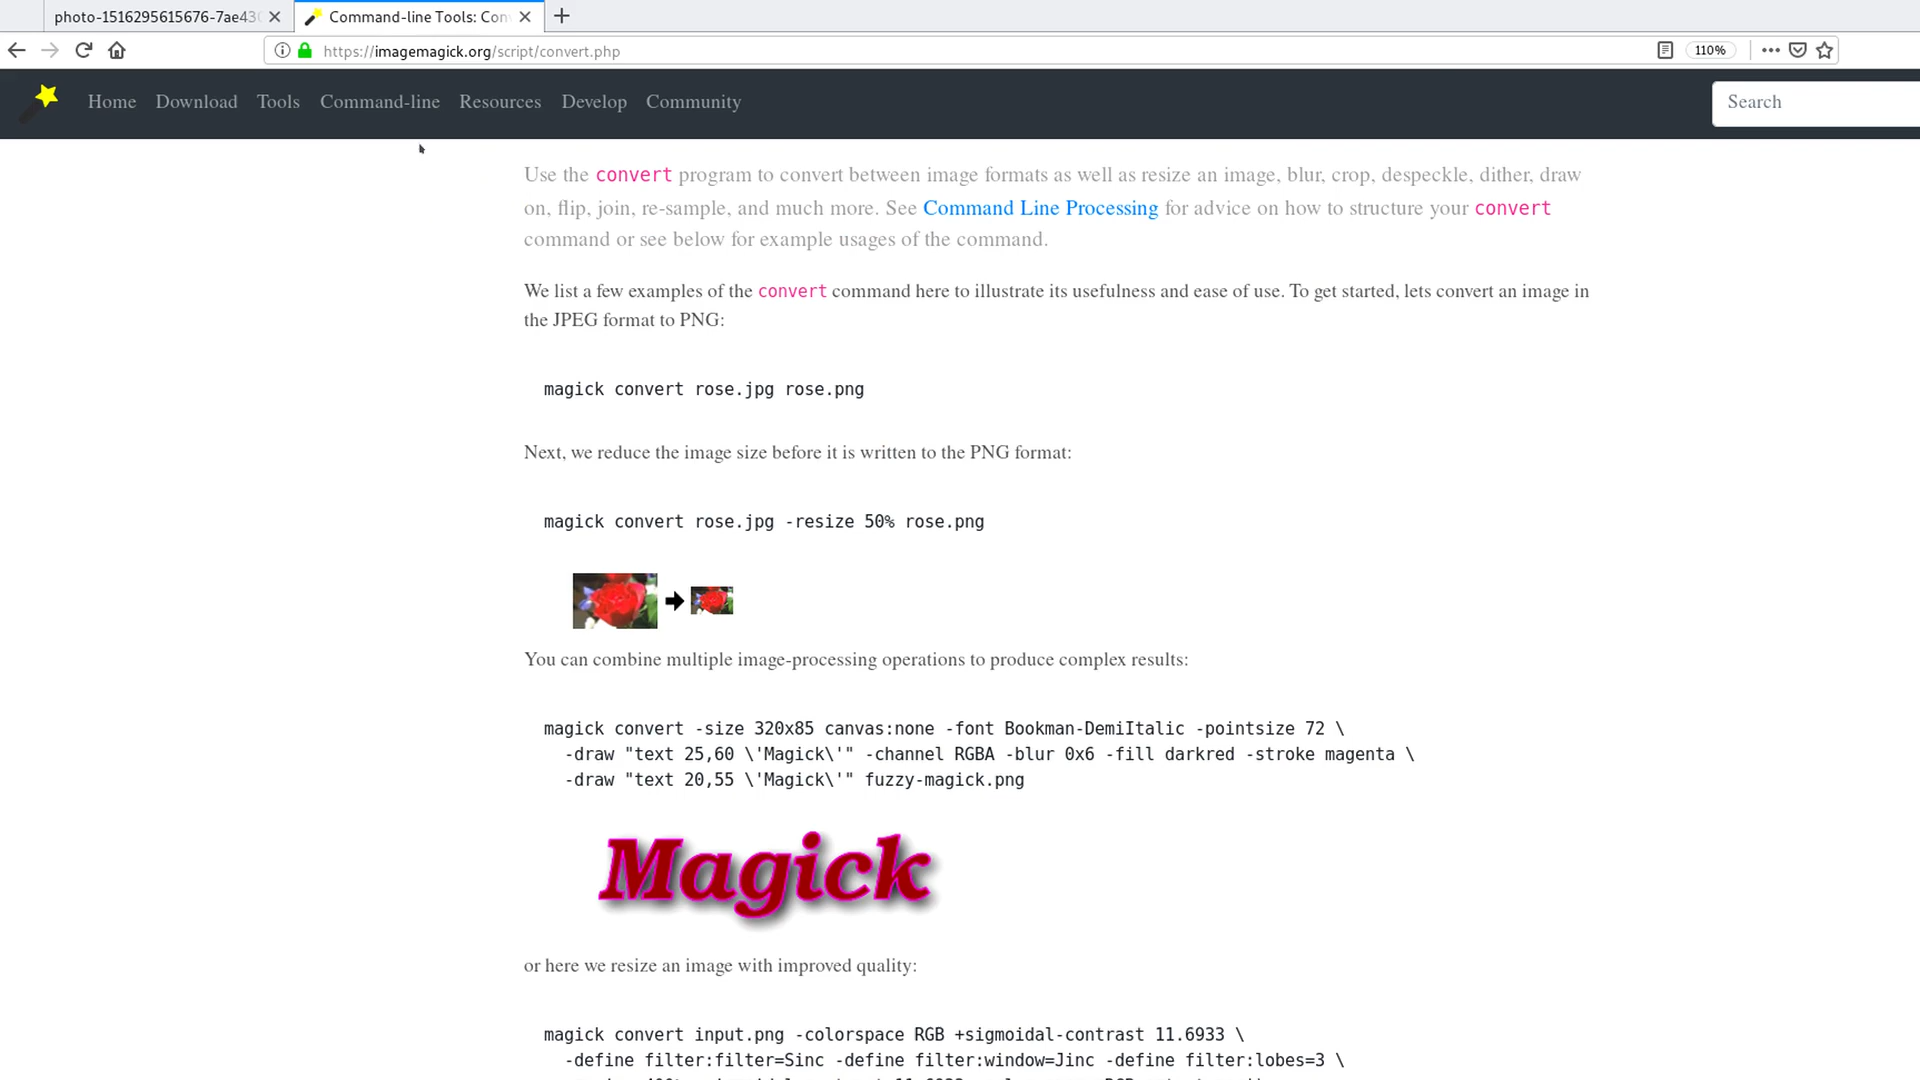 photo-1516295615676-7ae430
Command-line Tools: Con
https://imagemagick.org/script/convert.php
110%
Home Download Tools Command-line Resources Develop Community
Search
Use the convert program to convert between image formats as well as resize an image, blur, crop, despeckle, dither, draw
on, flip, join, re-sample, and much more. See Command Line Processing for advice on how to structure your convert
command or see below for example usages of the command.
We list a few examples of the convert command here to illustrate its usefulness and ease of use. To get started, lets convert an image in
the JPEG format to PNG:
magick convert rose.jpg rose.png
Next, we reduce the image size before it is written to the PNG format:
magick convert rose.jpg -resize 50% rose.png
You can combine multiple image-processing operations to produce complex results:
magick convert -size 320x85 canvas:none -font Bookman-DemiItalic -pointsize 72 \
-draw "text 25,60 \'Magick\'" -channel RGBA -blur 0x6 -fill darkred -stroke magenta \
-draw "text 20,55 \'Magick\'" fuzzy-magick.png
Magick
or here we resize an image with improved quality:
magick convert input.png -colorspace RGB +sigmoidal-contrast 11.6933 \
-define filter:filter=Sinc -define filter:window=Jinc -define filter:lobes=3 \